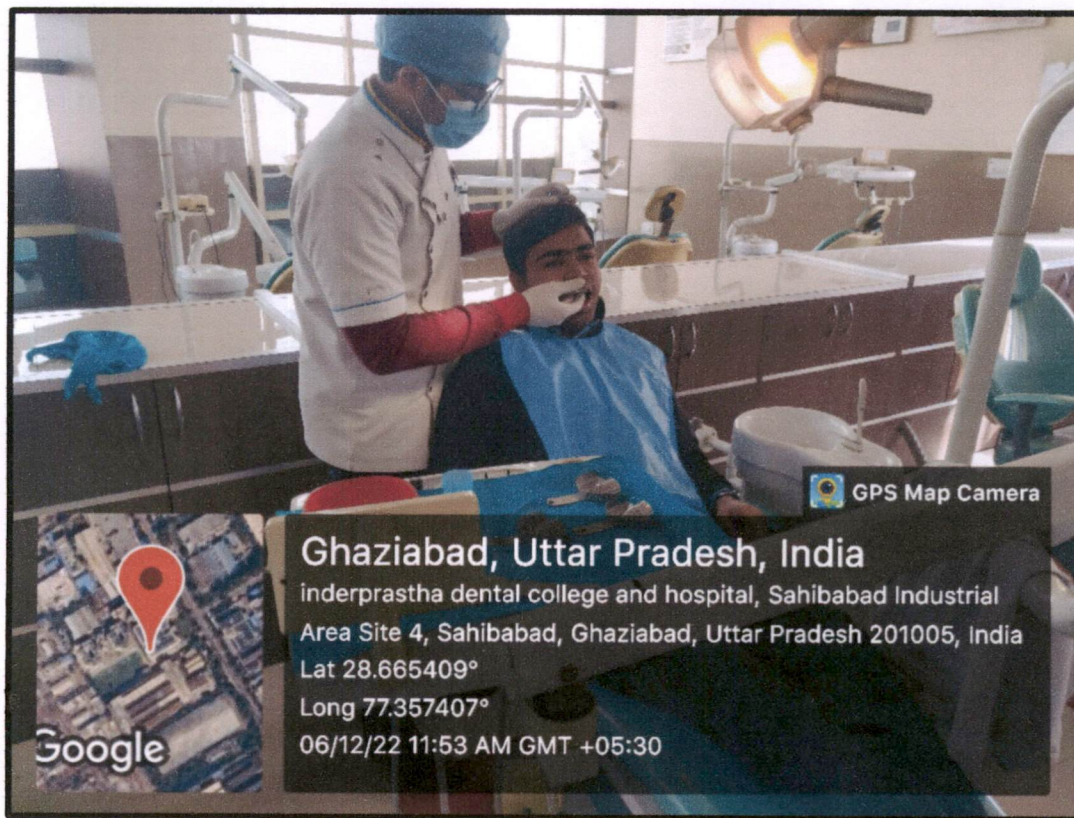 GPS Map Camera
Ghaziabad, Uttar Pradesh, India
inderprastha dental college and hospital, Sahibabad Industrial
Area Site 4, Sahibabad, Ghaziabad, Uttar Pradesh 201005, India
Lat 28.665409°
Long 77.357407°
06/12/22 11:53 AM GMT +05:30
Google